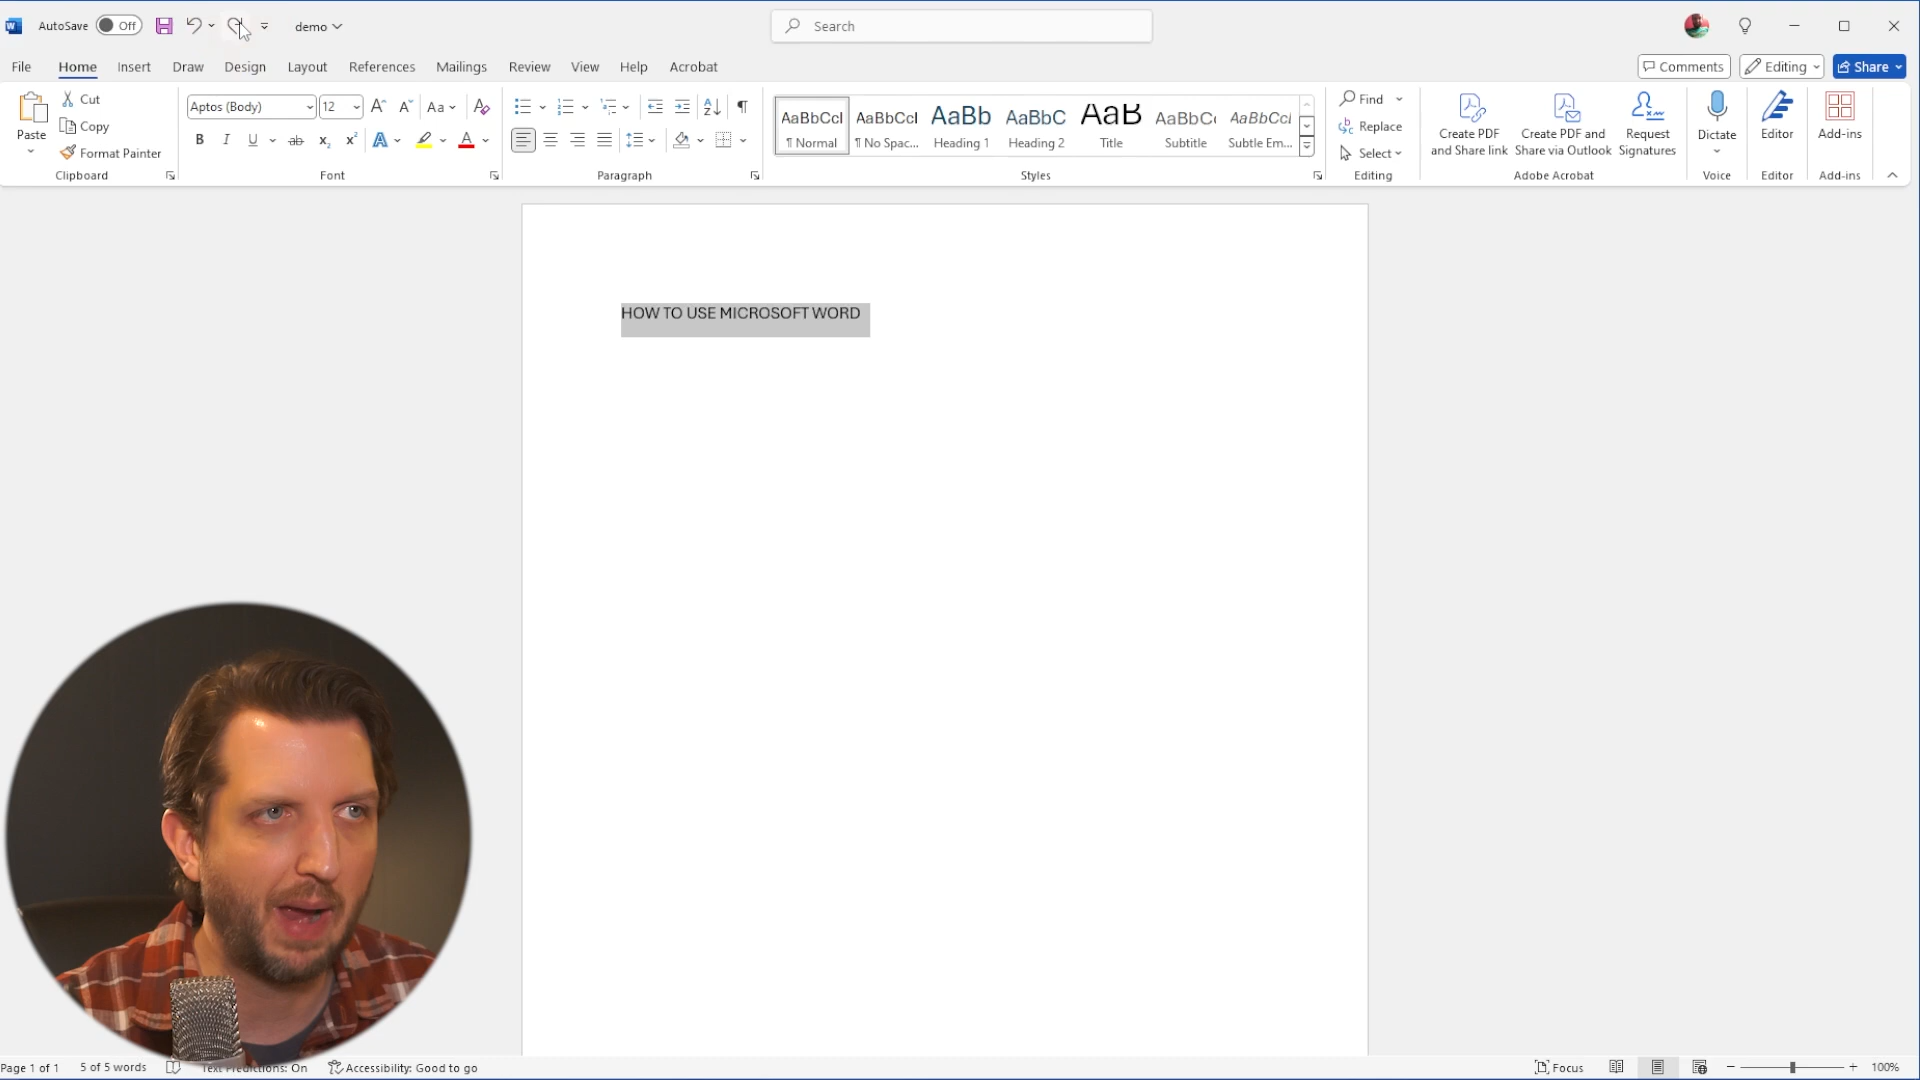 AutoSave Off demo Search
File Home Insert Draw Design Layout References Mailings Review View Help Acrobat Comments Editing Share
Paste
Cut
Copy
Format Painter
Clipboard
Aptos (Body) 12
Font
Paragraph
AaBbCcI AaBbCcI AaBb AaBbC AaB AaBbC AaBbCcI
¶ Normal ¶ No Spac... Heading 1 Heading 2 Title Subtitle Subtle Em...
Styles
Find
Replace
Select
Editing
Create PDF
and Share link
Create PDF and
Share via Outlook
Request
Signatures
Adobe Acrobat
Dictate
Voice
Editor
Editor
Add-ins
Add-ins
HOW TO USE MICROSOFT WORD
Page 1 of 1 5 of 5 words Text Predictions: On Accessibility: Good to go Focus 100%